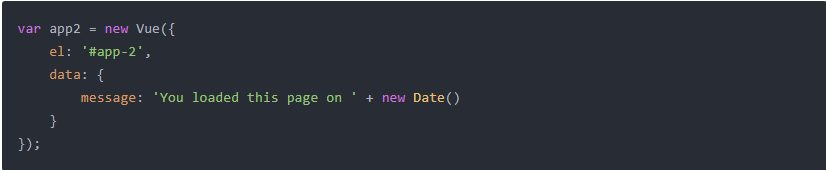 var app2 = new Vue({
    el: '#app-2',
    data: {
        message: 'You loaded this page on ' + new Date()
    }
});